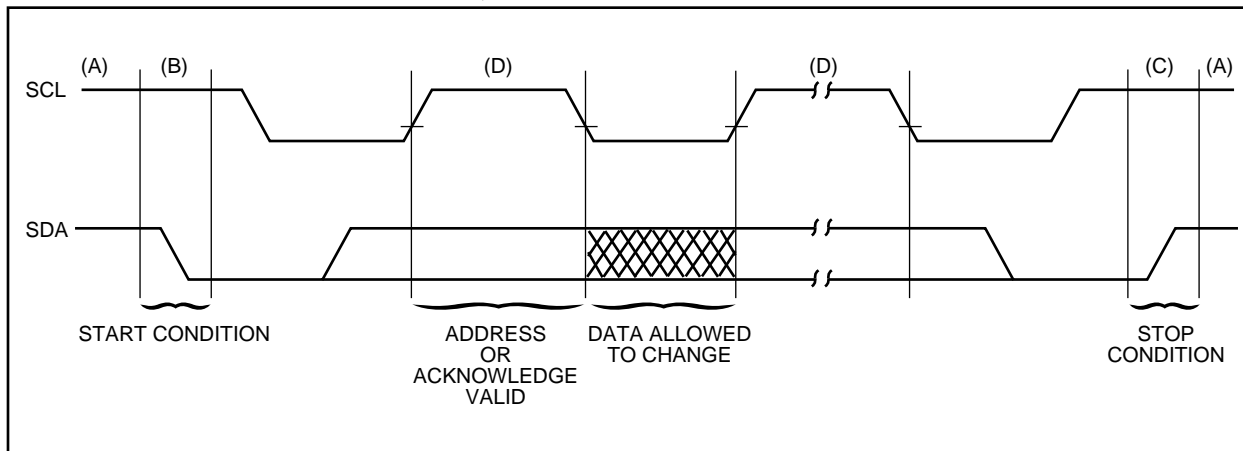 (A) (B) (D) (D) (C) (A)
SCL
SDA
START CONDITION
ADDRESS
OR
ACKNOWLEDGE
VALID
DATA ALLOWED
TO CHANGE
STOP
CONDITION